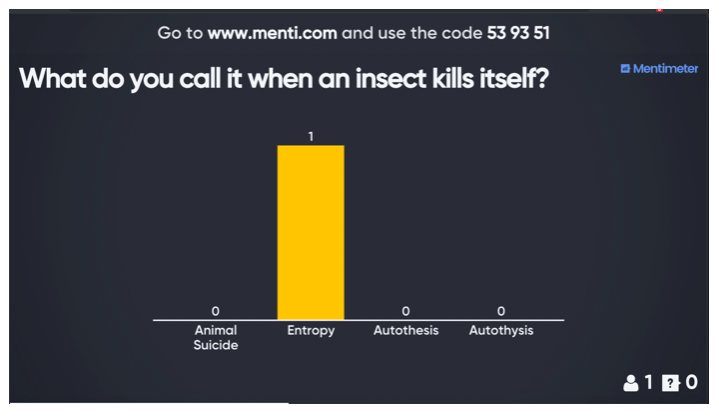 Go to www.menti.com and use the code 53 93 51
What do you call it when an insect kills itself?
Mentimeter
1
0
0
0
Animal
Suicide
Entropy
Autothesis
Autothysis
1 ? 0